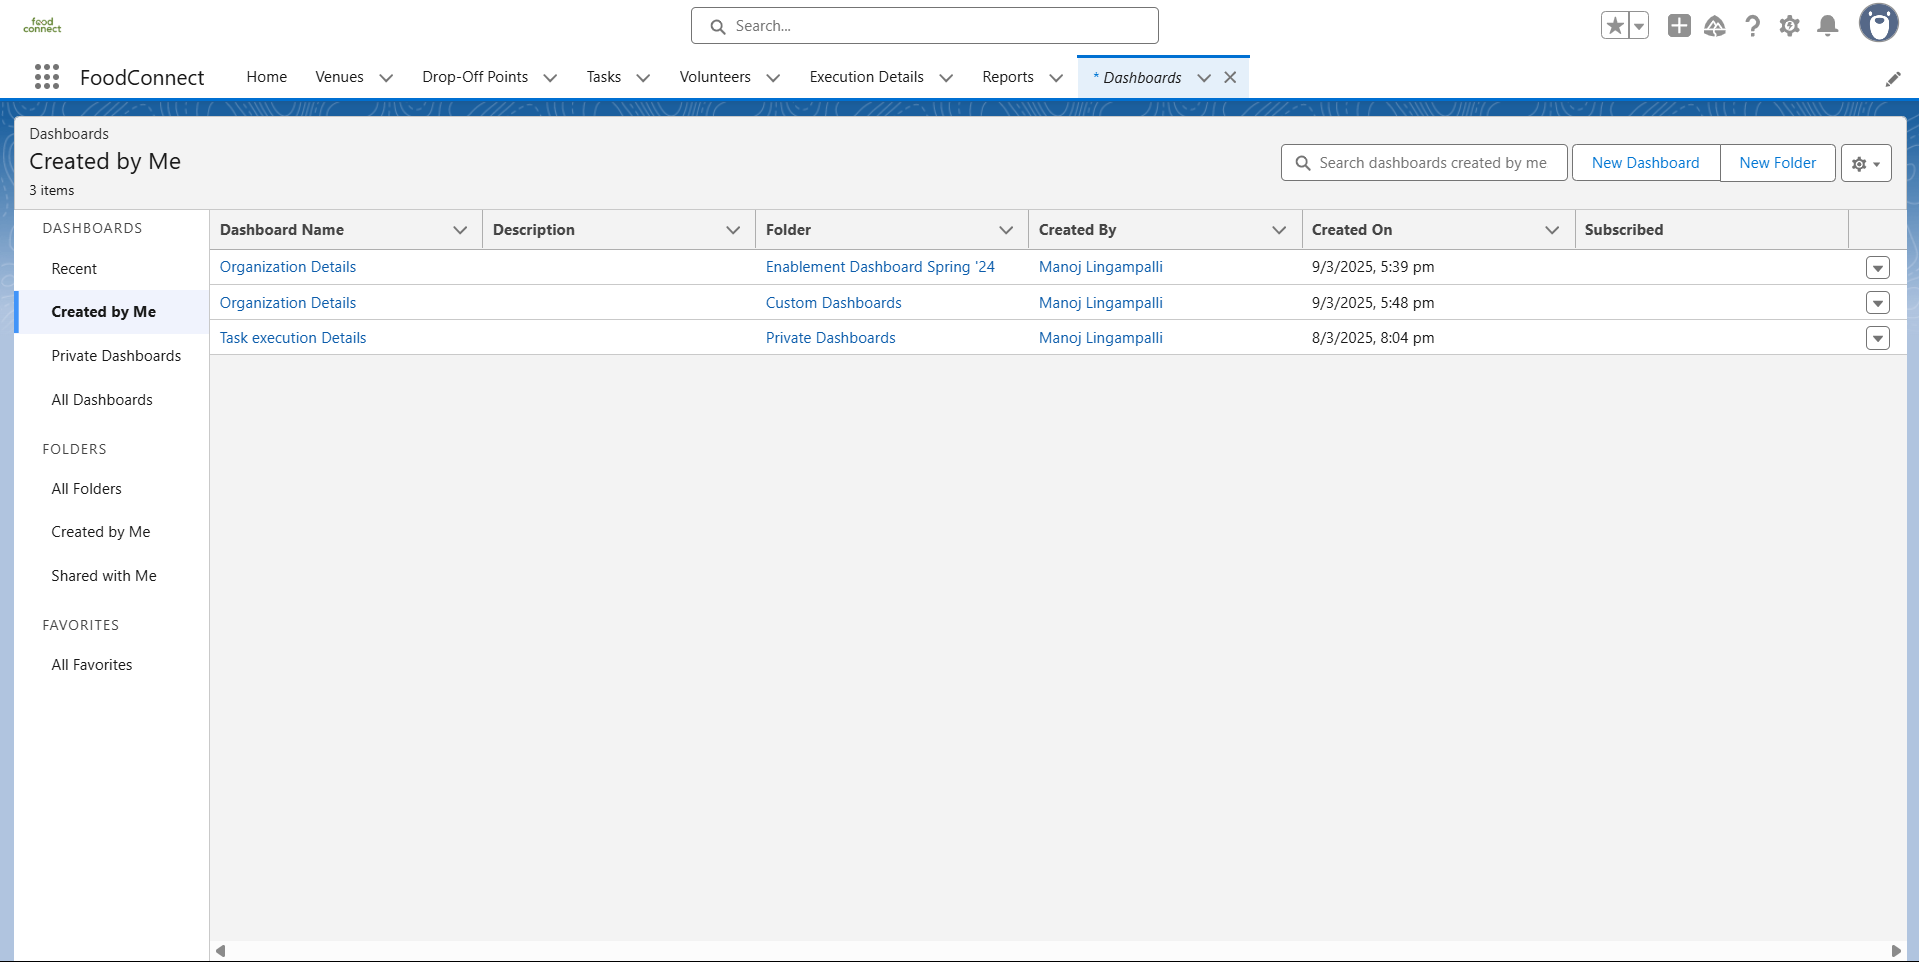 food
connect
Search...
FoodConnect
Home
Venues
Drop-Off Points
Tasks
Volunteers
Execution Details
Reports
* Dashboards
Dashboards
Created by Me
3 items
Search dashboards created by me
New Dashboard
New Folder
DASHBOARDS
Recent
Created by Me
Private Dashboards
All Dashboards
FOLDERS
All Folders
Created by Me
Shared with Me
FAVORITES
All Favorites
Dashboard Name Description Folder Created By Created On Subscribed
Organization Details Enablement Dashboard Spring '24 Manoj Lingampalli 9/3/2025, 5:39 pm
Organization Details Custom Dashboards Manoj Lingampalli 9/3/2025, 5:48 pm
Task execution Details Private Dashboards Manoj Lingampalli 8/3/2025, 8:04 pm